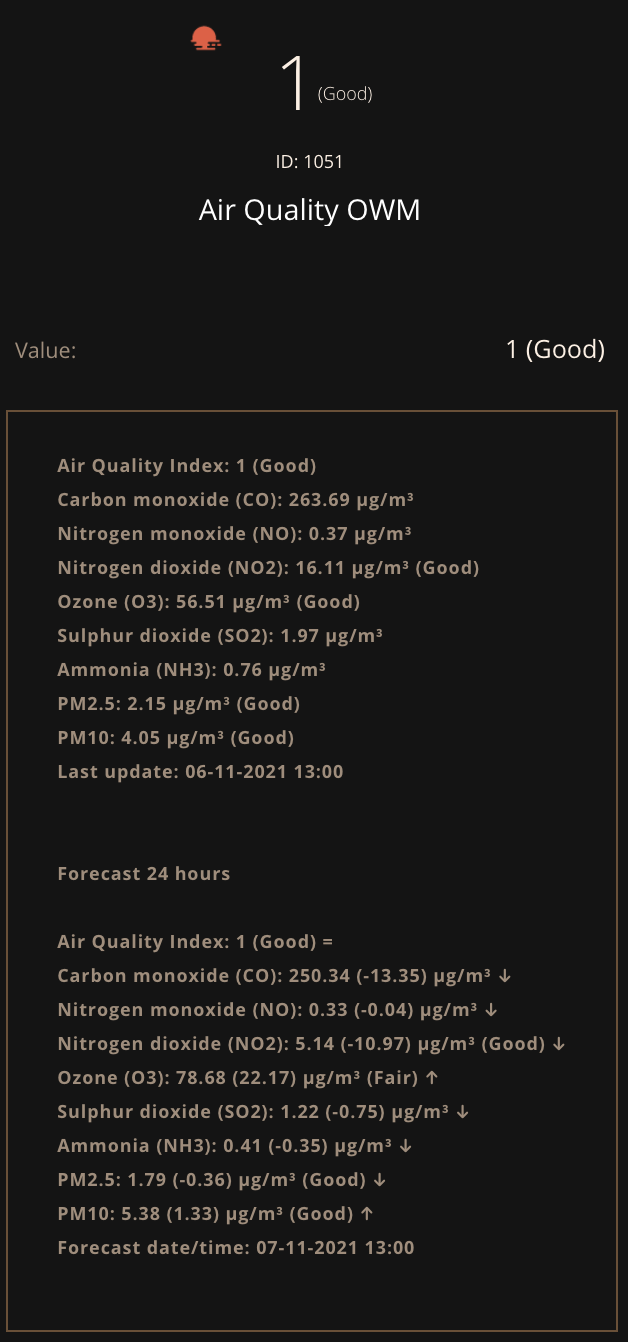 1 (Good)
ID: 1051
Air Quality OWM
Value: 1 (Good)
Air Quality Index: 1 (Good)
Carbon monoxide (CO): 263.69 µg/m³
Nitrogen monoxide (NO): 0.37 µg/m³
Nitrogen dioxide (NO2): 16.11 µg/m³ (Good)
Ozone (O3): 56.51 µg/m³ (Good)
Sulphur dioxide (SO2): 1.97 µg/m³
Ammonia (NH3): 0.76 µg/m³
PM2.5: 2.15 µg/m³ (Good)
PM10: 4.05 µg/m³ (Good)
Last update: 06-11-2021 13:00
Forecast 24 hours
Air Quality Index: 1 (Good) =
Carbon monoxide (CO): 250.34 (-13.35) µg/m³ ↓
Nitrogen monoxide (NO): 0.33 (-0.04) µg/m³ ↓
Nitrogen dioxide (NO2): 5.14 (-10.97) µg/m³ (Good) ↓
Ozone (O3): 78.68 (22.17) µg/m³ (Fair) ↑
Sulphur dioxide (SO2): 1.22 (-0.75) µg/m³ ↓
Ammonia (NH3): 0.41 (-0.35) µg/m³ ↓
PM2.5: 1.79 (-0.36) µg/m³ (Good) ↓
PM10: 5.38 (1.33) µg/m³ (Good) ↑
Forecast date/time: 07-11-2021 13:00